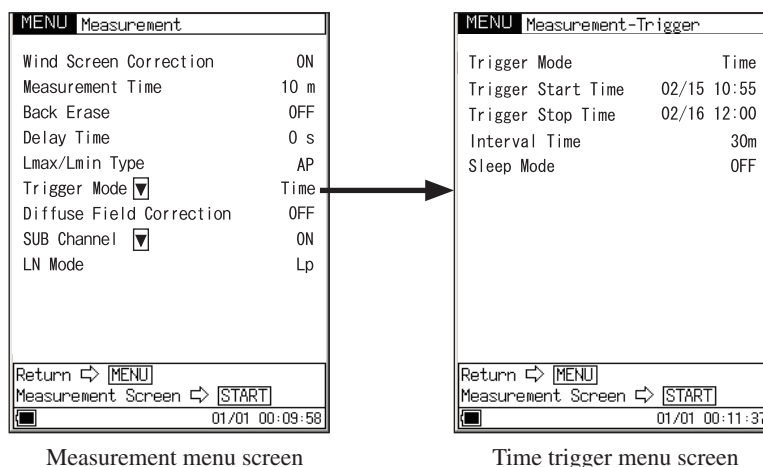 MENU Measurement
Wind Screen Correction ON
Measurement Time 10 m
Back Erase OFF
Delay Time 0 s
Lmax/Lmin Type AP
Trigger Mode ▼ Time
Diffuse Field Correction OFF
SUB Channel ▼ ON
LN Mode Lp
Return ⇨ MENU
Measurement Screen ⇨ START
01/01 00:09:58
Measurement menu screen
MENU Measurement-Trigger
Trigger Mode Time
Trigger Start Time 02/15 10:55
Trigger Stop Time 02/16 12:00
Interval Time 30m
Sleep Mode OFF
Return ⇨ MENU
Measurement Screen ⇨ START
01/01 00:11:37
Time trigger menu screen